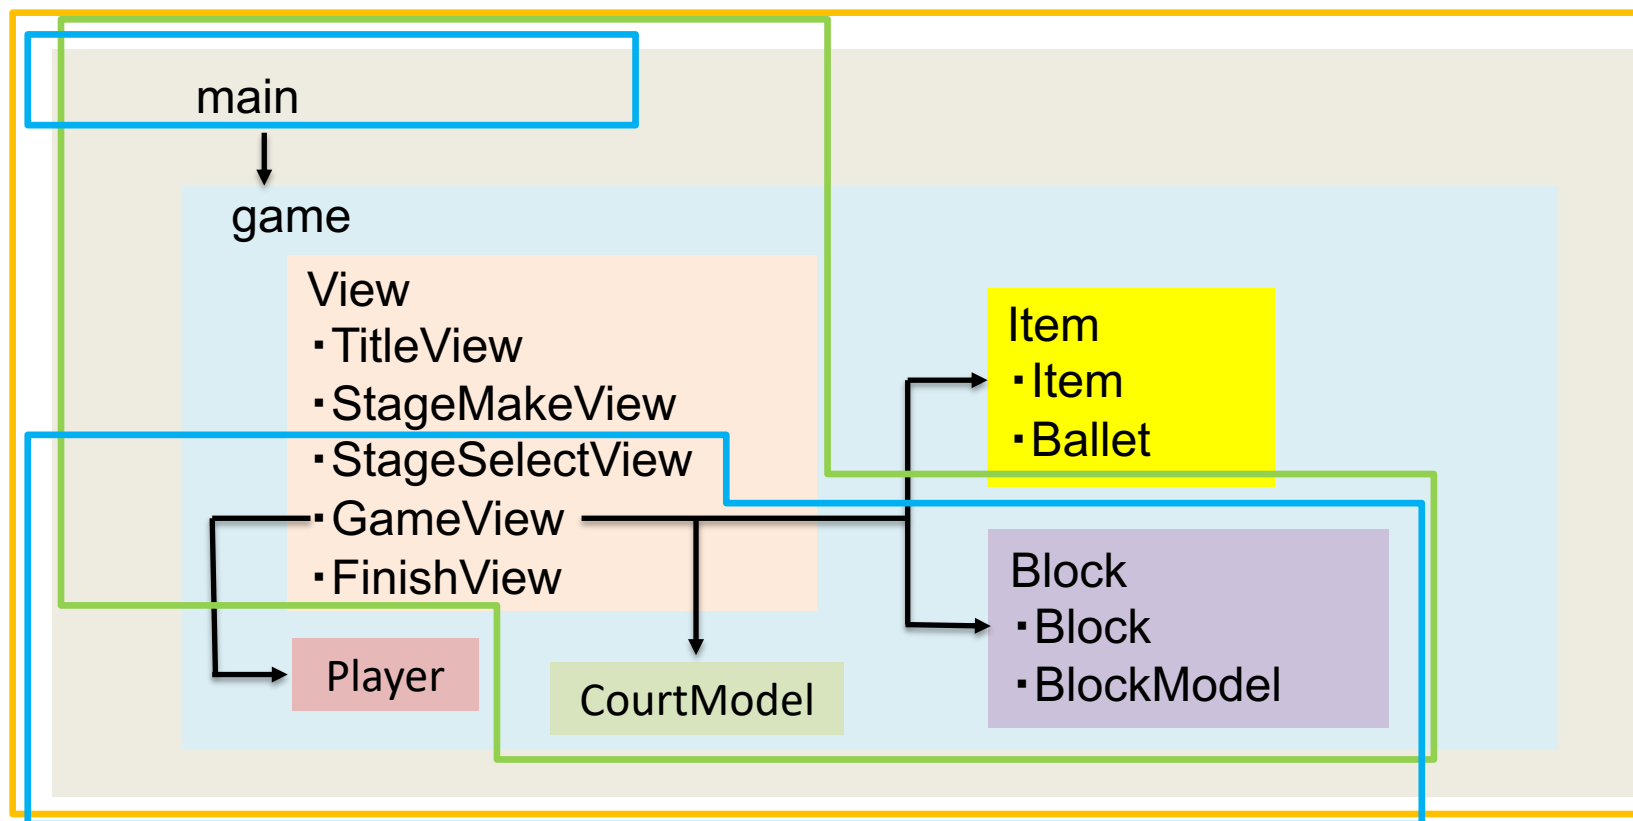 main
game
View
・TitleView
・StageMakeView
・StageSelectView
・GameView
・FinishView
Item
・Item
・Ballet
Block
・Block
・BlockModel
Player
CourtModel